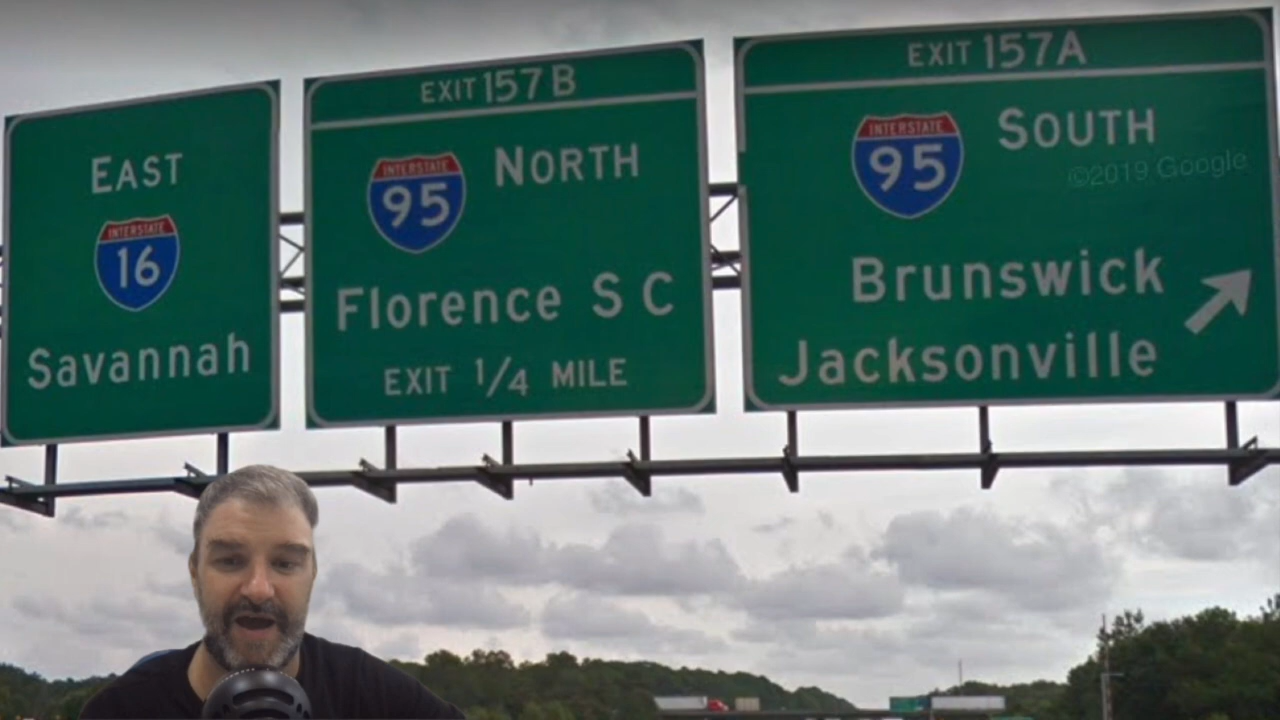 EAST
INTERSTATE
16
Savannah
EXIT 157 B
INTERSTATE
95
NORTH
Florence S C
EXIT 1/4 MILE
EXIT 157A
INTERSTATE
95
SOUTH
©2019 Google
Brunswick
Jacksonville